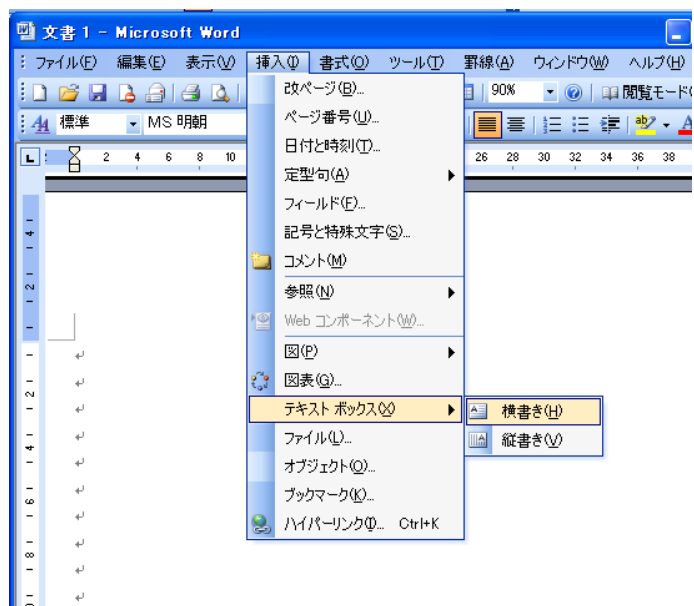 文書 1 - Microsoft Word
ファイル(F) 編集(E) 表示(V) 挿入(I) 書式(O) ツール(T) 罫線(A) ウィンドウ(W) ヘルプ(H)
90% 閲覧モード
標準 MS 明朝
2 4 6 8 10 26 28 30 32 34 36 38
改ページ(B)...
ページ番号(U)...
日付と時刻(T)...
定型句(A)
フィールド(F)...
記号と特殊文字(S)...
コメント(M)
参照(N)
Web コンポーネント(W)...
図(P)
図表(G)...
テキスト ボックス(X)
横書き(H)
縦書き(V)
ファイル(L)...
オブジェクト(O)...
ブックマーク(K)...
ハイパーリンク(I)... Ctrl+K
4
2
2
4
6
8